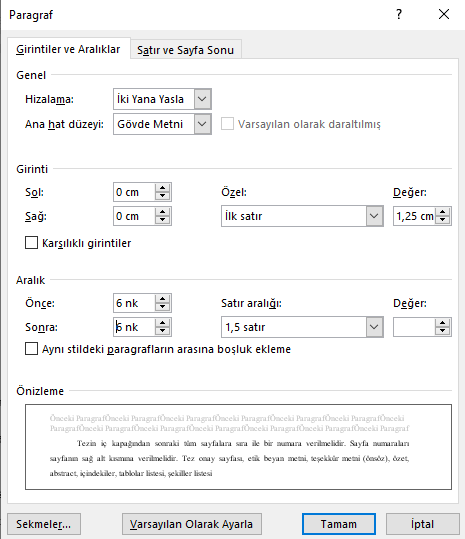 Paragraf
Girintiler ve Aralıklar Satır ve Sayfa Sonu
Genel
Hizalama: İki Yana Yasla
Ana hat düzeyi: Gövde Metni Varsayılan olarak daraltılmış
Girinti
Sol: 0 cm Özel: Değer:
Sağ: 0 cm İlk satır 1,25 cm
Karşılıklı girintiler
Aralık
Önce: 6 nk Satır aralığı: Değer:
Sonra: 6 nk 1,5 satır
Aynı stildeki paragrafların arasına boşluk ekleme
Önizleme
Önceki ParagrafÖnceki ParagrafÖnceki ParagrafÖnceki ParagrafÖnceki ParagrafÖnceki
ParagrafÖnceki ParagrafÖnceki ParagrafÖnceki ParagrafÖnceki ParagrafÖnceki Paragraf
Tezin iç kapağından sonraki tüm sayfalara sıra ile bir numara verilmelidir. Sayfa numaraları
sayfanın sağ alt kısmına verilmelidir. Tez onay sayfası, etik beyan metni, teşekkür metni (önsöz), özet,
abstract, içindekiler, tablolar listesi, şekiller listesi
Sekmeler... Varsayılan Olarak Ayarla Tamam İptal